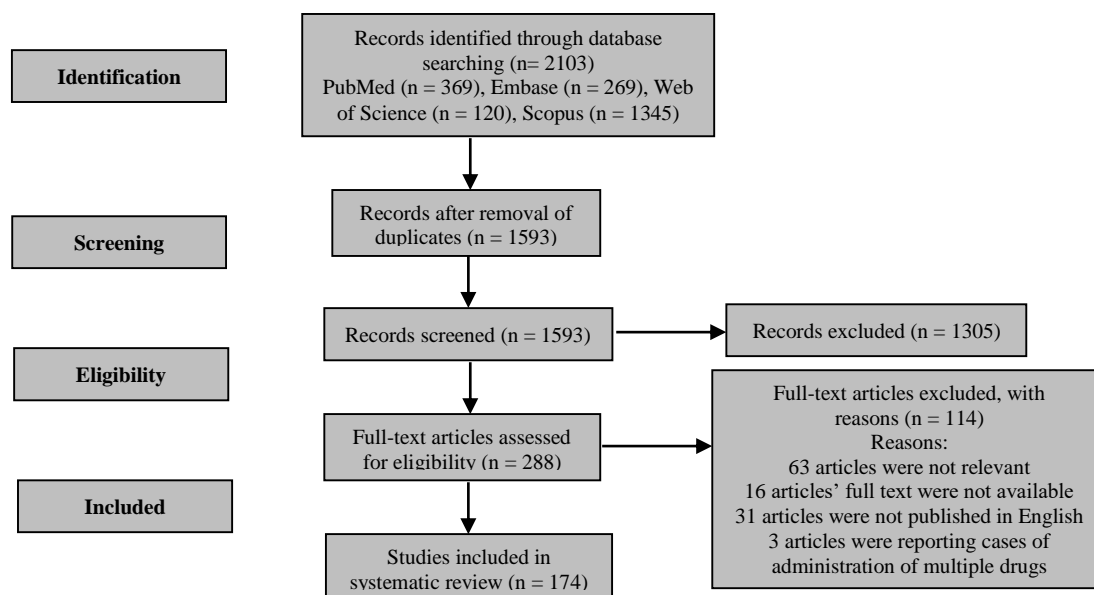 Identification
Records identified through database
searching (n= 2103)
PubMed (n = 369), Embase (n = 269), Web
of Science (n = 120), Scopus (n = 1345)
Screening
Records after removal of
duplicates (n = 1593)
Records screened (n = 1593)
Records excluded (n = 1305)
Eligibility
Full-text articles assessed
for eligibility (n = 288)
Full-text articles excluded, with
reasons (n = 114)
Reasons:
63 articles were not relevant
16 articles’ full text were not available
31 articles were not published in English
3 articles were reporting cases of
administration of multiple drugs
Included
Studies included in
systematic review (n = 174)